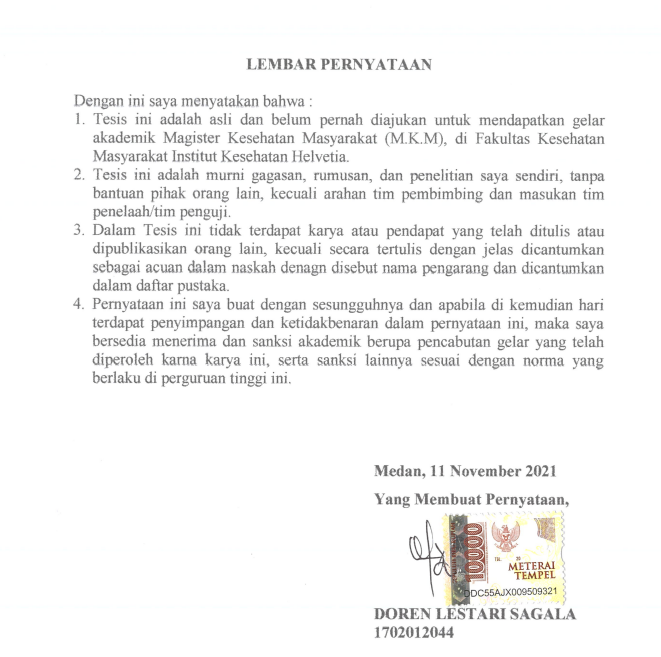 LEMBAR PERNYATAAN
Dengan ini saya menyatakan bahwa :
1. Tesis ini adalah asli dan belum pernah diajukan untuk mendapatkan gelar
akademik Magister Kesehatan Masyarakat (M.K.M), di Fakultas Kesehatan
Masyarakat Institut Kesehatan Helvetia.
2. Tesis ini adalah murni gagasan, rumusan, dan penelitian saya sendiri, tanpa
bantuan pihak orang lain, kecuali arahan tim pembimbing dan masukan tim
penelaah/tim penguji.
3. Dalam Tesis ini tidak terdapat karya atau pendapat yang telah ditulis atau
dipublikasikan orang lain, kecuali secara tertulis dengan jelas dicantumkan
sebagai acuan dalam naskah denagn disebut nama pengarang dan dicantumkan
dalam daftar pustaka.
4. Pernyataan ini saya buat dengan sesungguhnya dan apabila di kemudian hari
terdapat penyimpangan dan ketidakbenaran dalam pernyataan ini, maka saya
bersedia menerima dan sanksi akademik berupa pencabutan gelar yang telah
diperoleh karna karya ini, serta sanksi lainnya sesuai dengan norma yang
berlaku di perguruan tinggi ini.
Medan, 11 November 2021
Yang Membuat Pernyataan,
10000
TGL. 20
METERAI
TEMPEL
DDC55AJX009509321
DOREN LESTARI SAGALA
1702012044